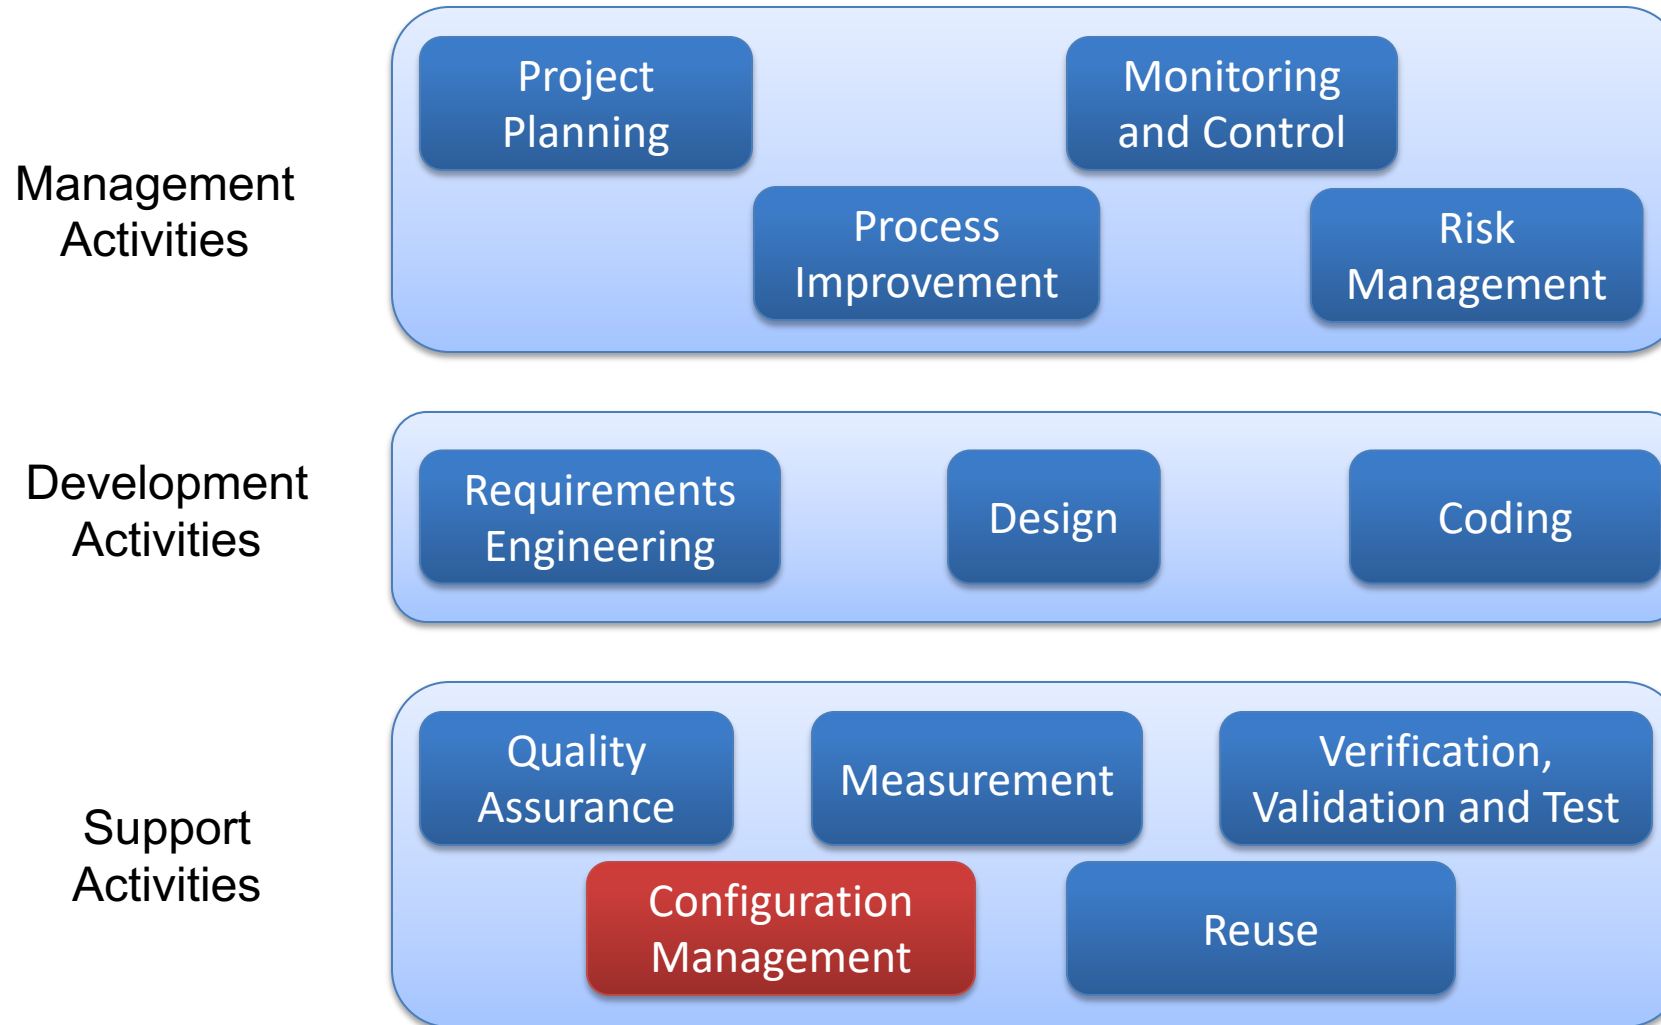 Management
Activities
Project
Planning
Monitoring
and Control
Process
Improvement
Risk
Management
Development
Activities
Requirements
Engineering
Design
Coding
Support
Activities
Quality
Assurance
Measurement
Verification,
Validation and Test
Configuration
Management
Reuse